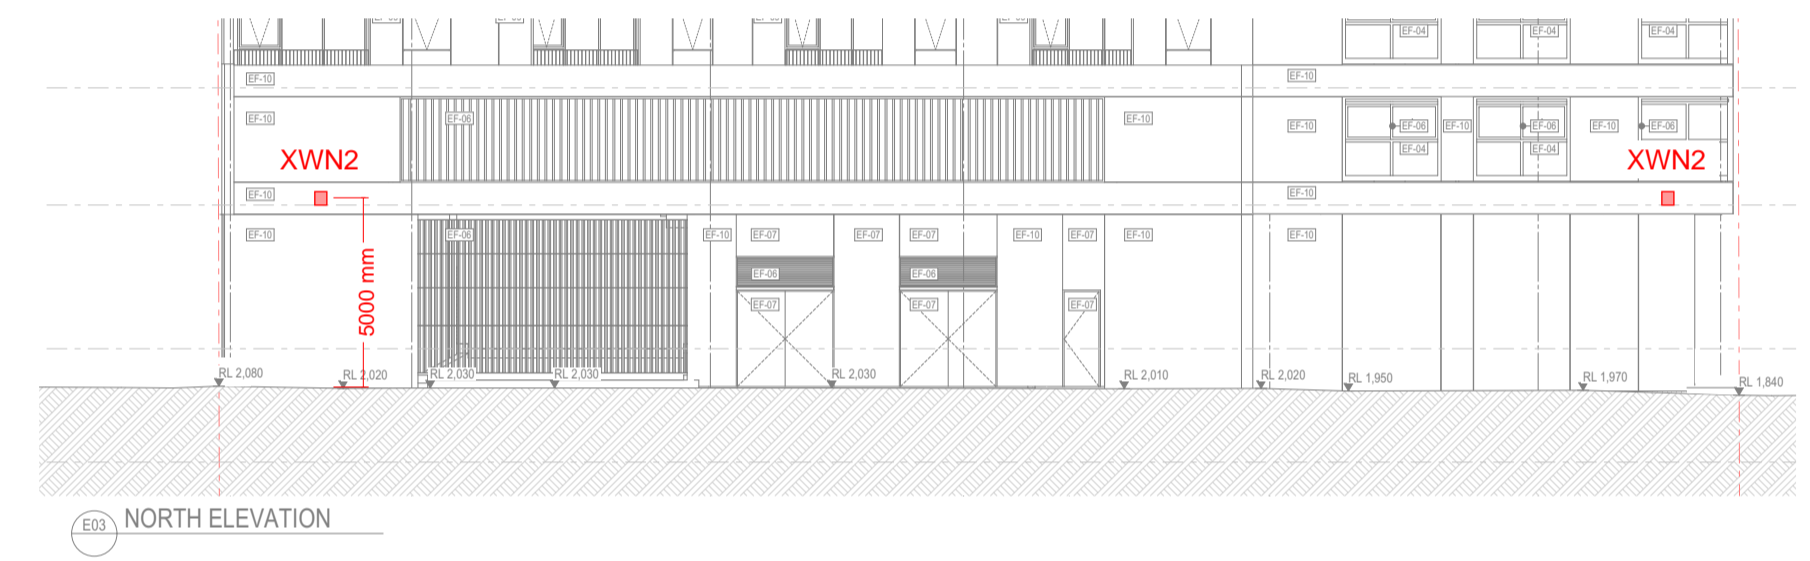 EF-04 EF-04 EF-04
EF-10 EF-10
EF-10 EF-06 EF-10 EF-10 EF-06 EF-10 EF-06 EF-10 EF-06
EF-04 EF-04
XWN2 XWN2
EF-10 EF-10
EF-10 EF-06 EF-10 EF-07 EF-10 EF-07 EF-10 EF-07 EF-10 EF-10
EF-06 EF-06
5000 mm
EF-07 EF-07 EF-07
RL 2,080 RL 2,020 RL 2,030 RL 2,030 RL 2,030 RL 2,010 RL 2,020 RL 1,950 RL 1,970 RL 1,840
E03 NORTH ELEVATION